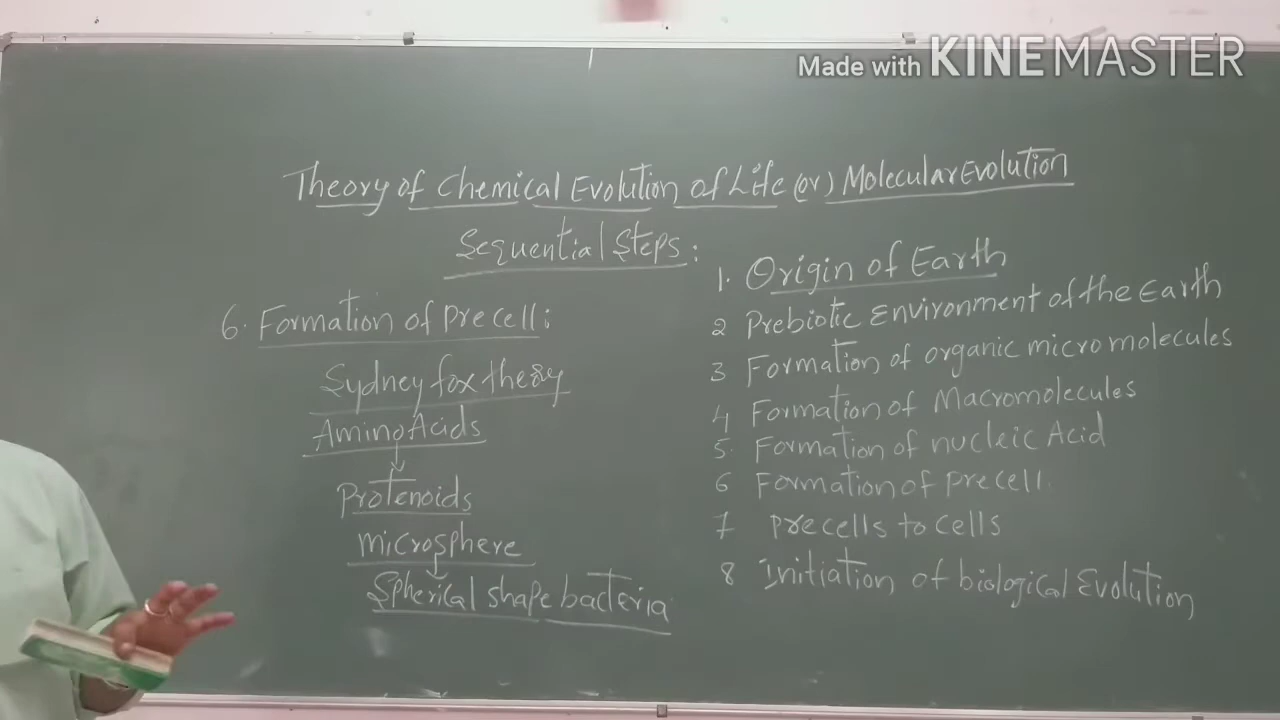 Made with KINEMASTER
Theory of Chemical Evolution of Life (or) Molecular Evolution
Sequential Steps:
6. Formation of precell:
Sydney fox theory
Amino Acids
Protenoids
microsphere
Spherical shape bacteria
1. Origin of Earth
2 Prebiotic Environment of the Earth
3 Formation of organic micromolecules
4 Formation of Macromolecules
5. Formation of nucleic Acid
6 Formation of precell.
7 precells to cells
8 Initiation of biological Evolution